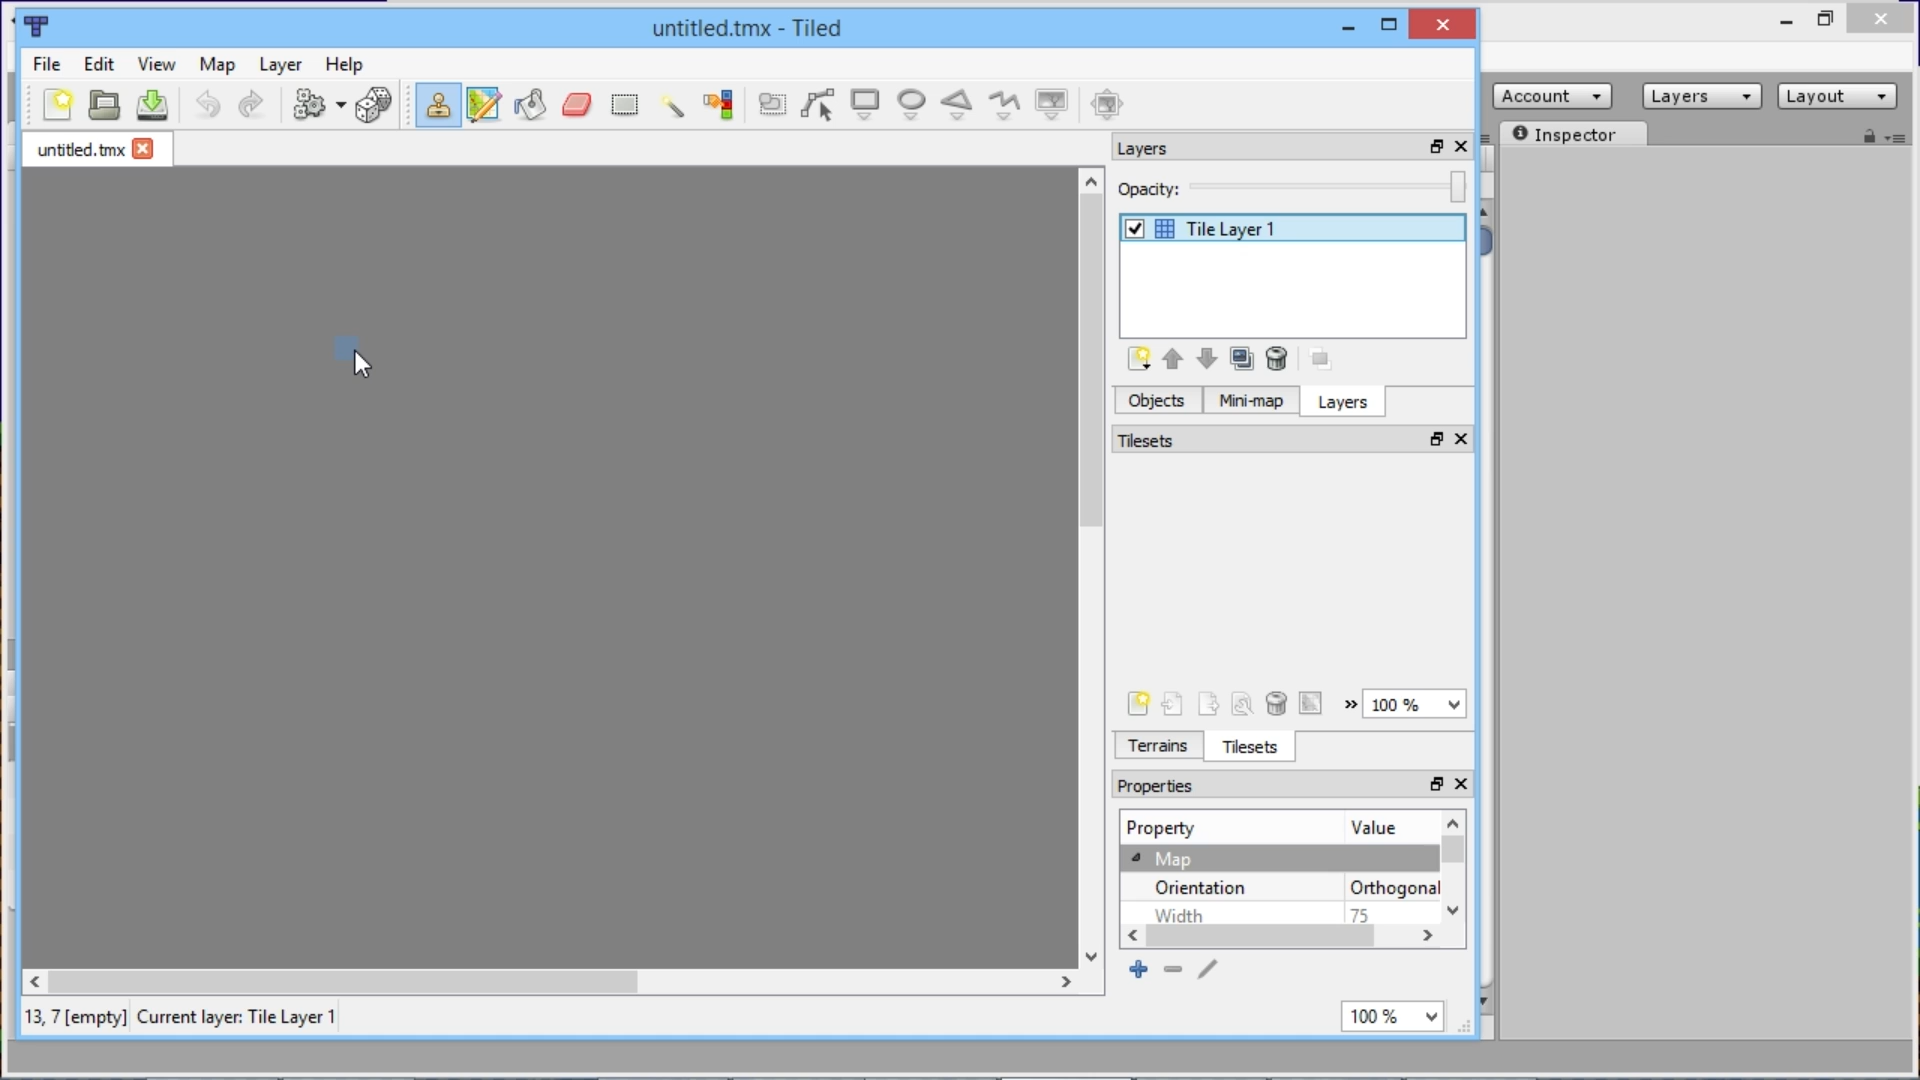 untitled.tmx - Tiled
File Edit View Map Layer Help
Account Layers Layout
Inspector
untitled.tmx
Layers
Opacity:
Tile Layer 1
Objects Mini-map Layers
Tilesets
100 %
Terrains Tilesets
Properties
Property Value
Map
Orientation Orthogonal
Width 75
13, 7 [empty] Current layer: Tile Layer 1
100 %